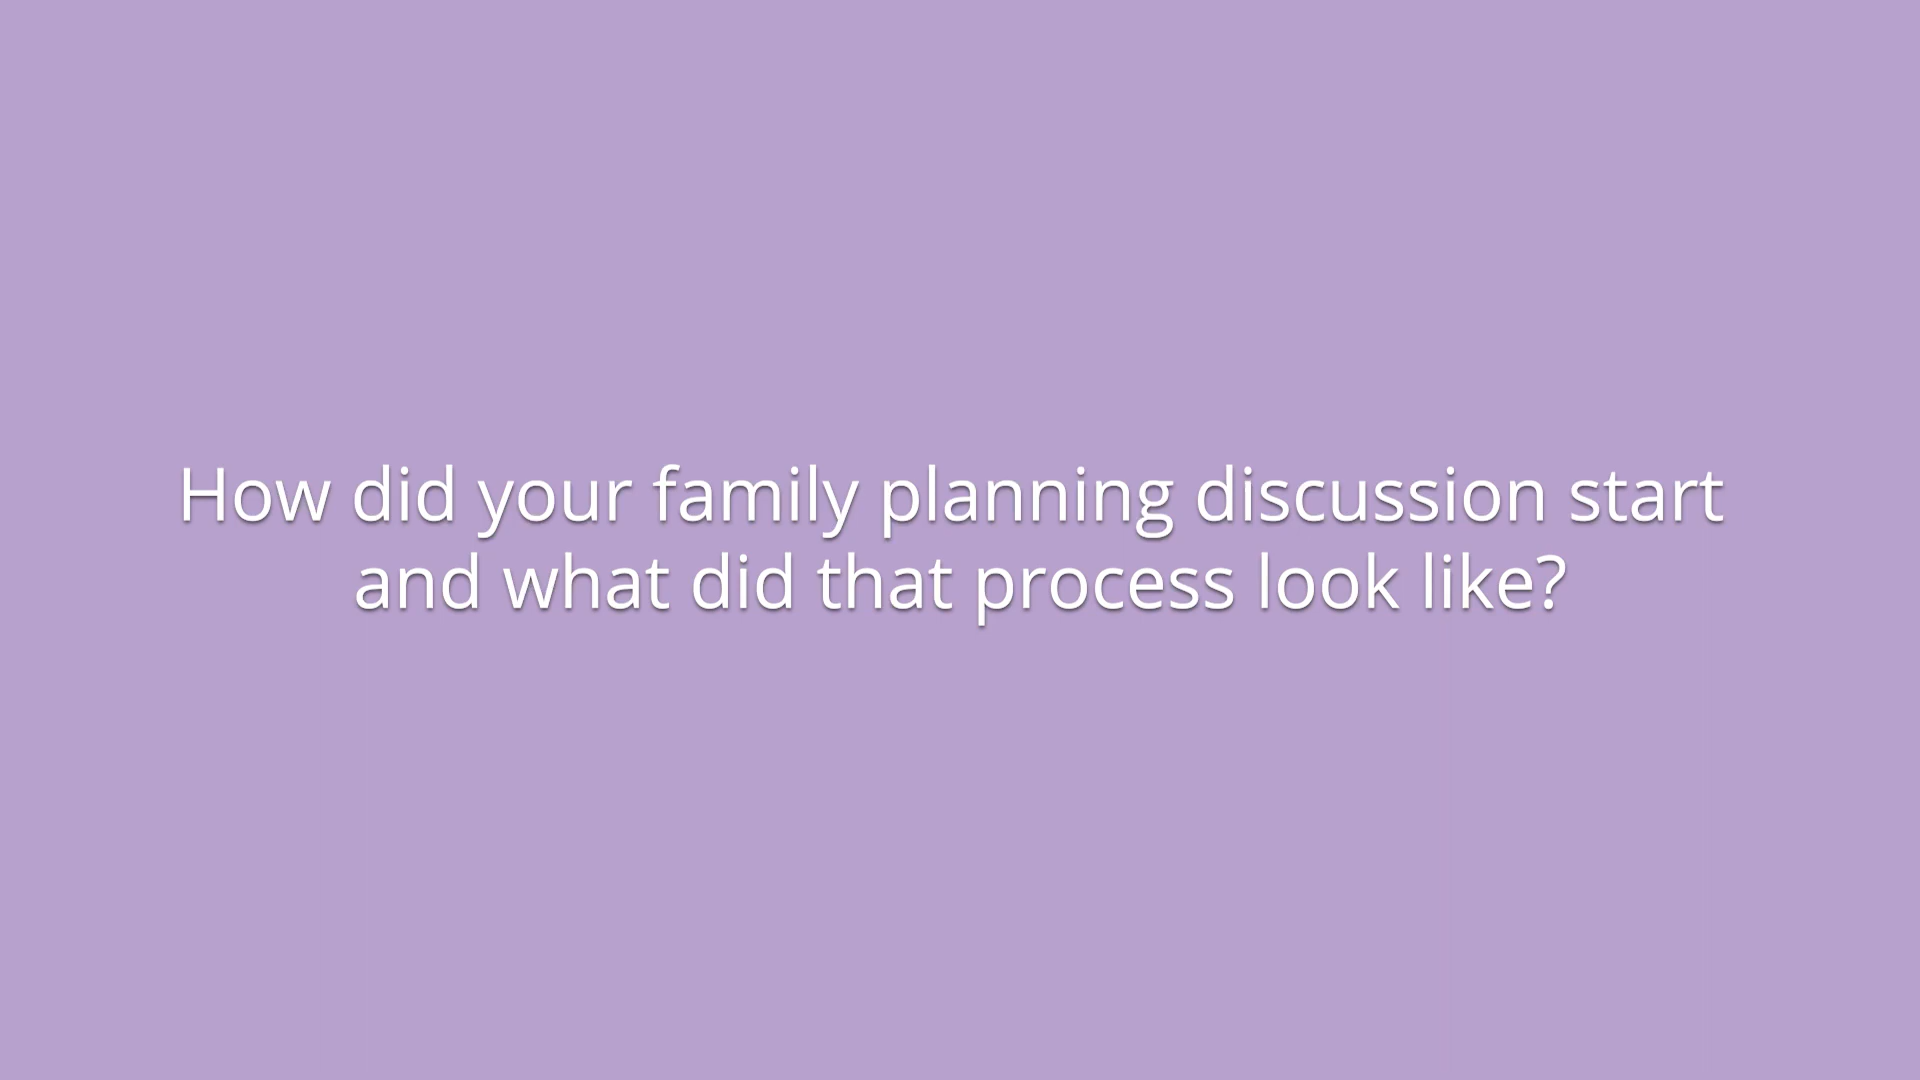 How did your family planning discussion start
and what did that process look like?